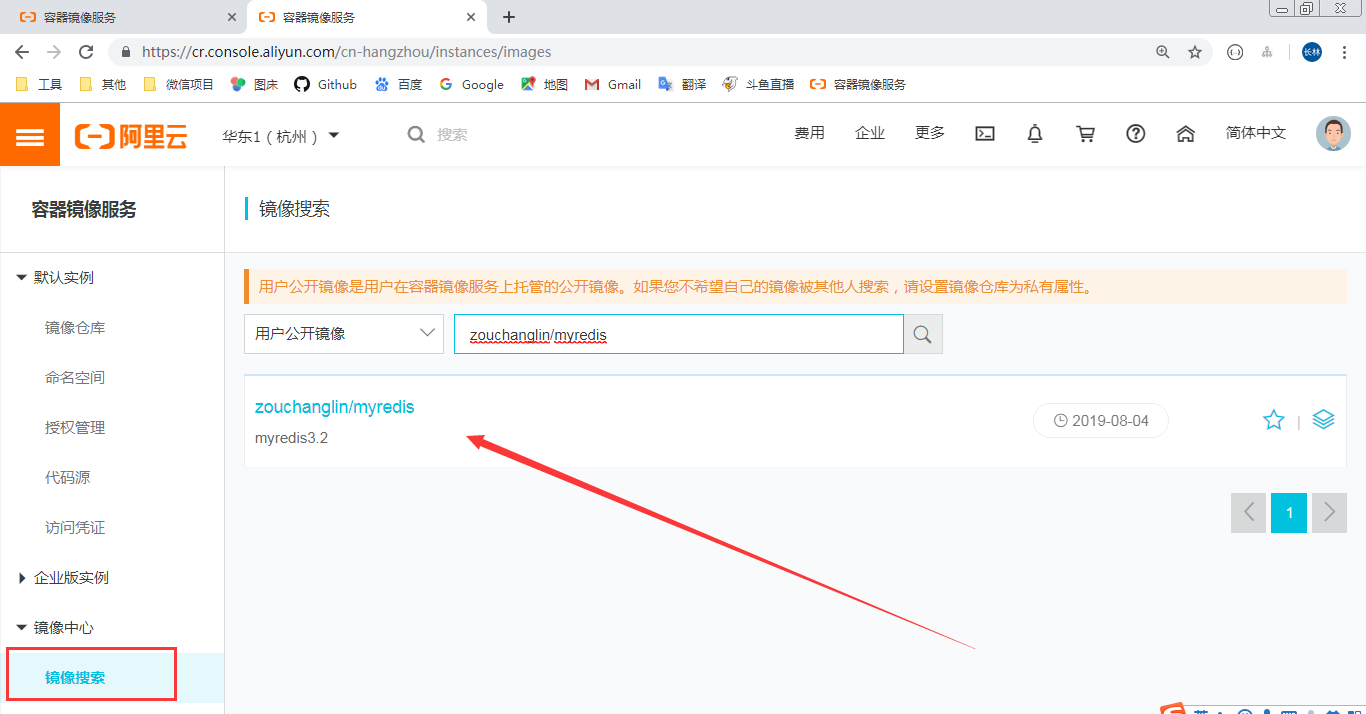 容器镜像服务
容器镜像服务
https://cr.console.aliyun.com/cn-hangzhou/instances/images
长林
工具 其他 微信项目 图床 Github 百度 Google 地图 Gmail 翻译 斗鱼直播 容器镜像服务
阿里云 华东1（杭州） 搜索 费用 企业 更多 简体中文
容器镜像服务
默认实例
镜像仓库
命名空间
授权管理
代码源
访问凭证
企业版实例
镜像中心
镜像搜索
镜像搜索
用户公开镜像是用户在容器镜像服务上托管的公开镜像。如果您不希望自己的镜像被其他人搜索，请设置镜像仓库为私有属性。
用户公开镜像 zouchanglin/myredis
zouchanglin/myredis
myredis3.2
2019-08-04
1